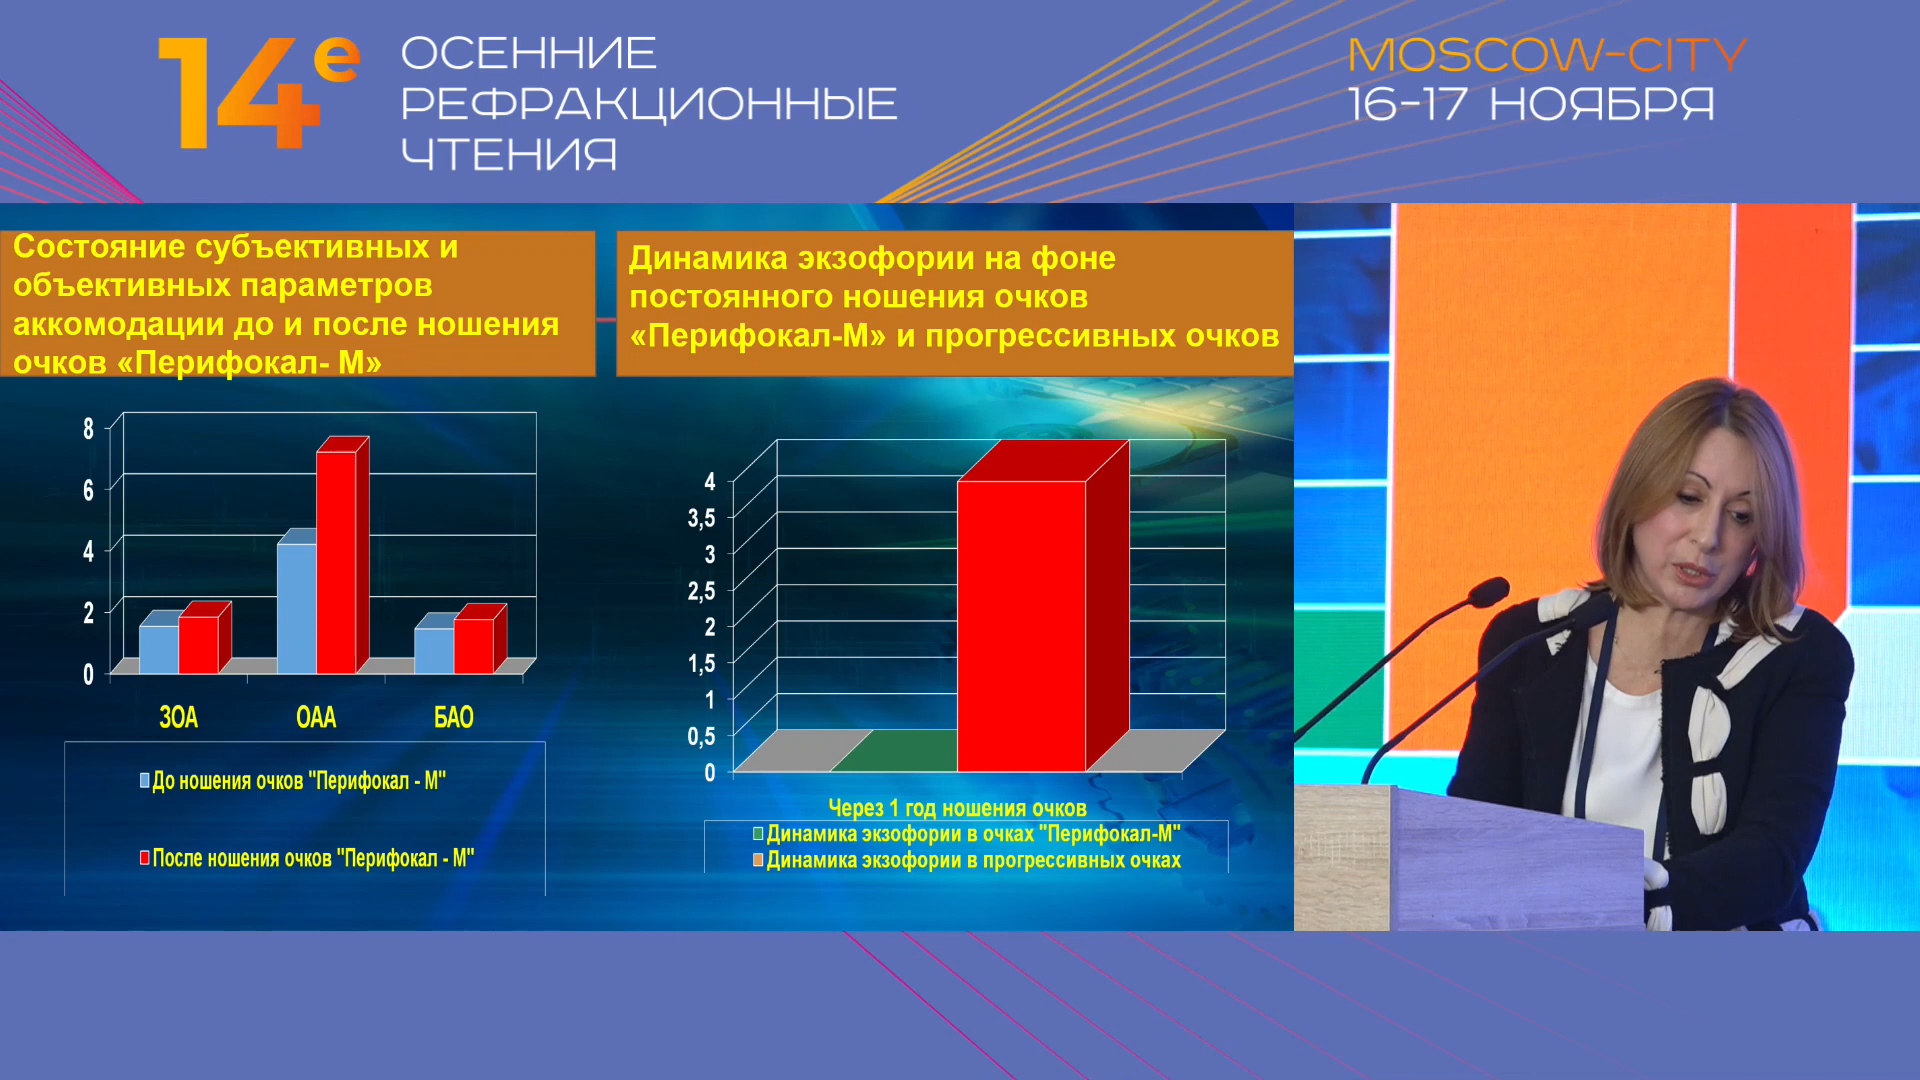 14е
ОСЕННИЕ
РЕФРАКЦИОННЫЕ
ЧТЕНИЯ
MOSCOW-CITY
16-17 НОЯБРЯ
Состояние субъективных и
объективных параметров
аккомодации до и после ношения
очков «Перифокал- М»
8
6
4
2
0
ЗОА ОАА БАО
До ношения очков "Перифокал - М"
После ношения очков "Перифокал - М"
Динамика экзофории на фоне
постоянного ношения очков
«Перифокал-М» и прогрессивных очков
4
3,5
3
2,5
2
1,5
1
0,5
0
Через 1 год ношения очков
Динамика экзофории в очках "Перифокал-М"
Динамика экзофории в прогрессивных очках